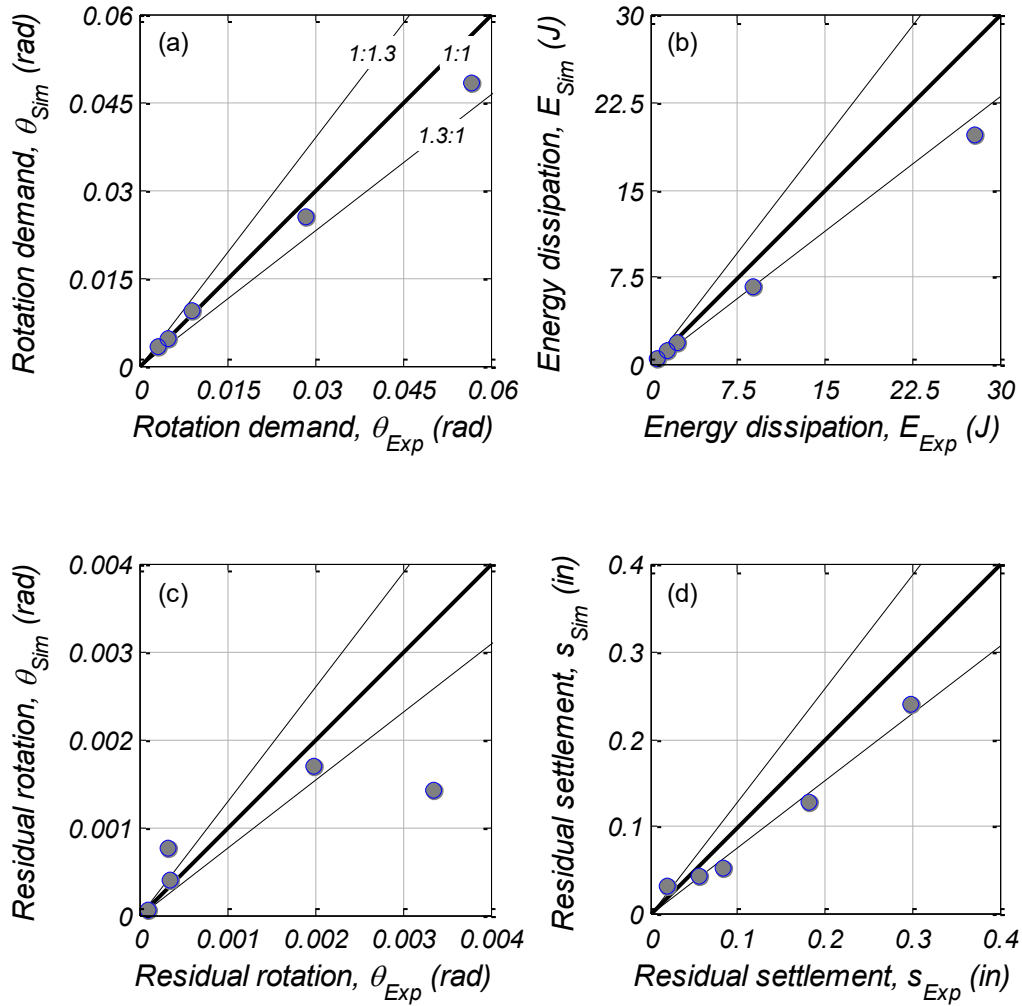 (a)
1:1.3
1:1
1.3:1
0.06
0.045
0.03
0.015
0
0 0.015 0.03 0.045 0.06
Rotation demand, θSim (rad)
Rotation demand, θExp (rad)
(b)
30
22.5
15
7.5
0
0 7.5 15 22.5 30
Energy dissipation, ESim (J)
Energy dissipation, EExp (J)
(c)
0.004
0.003
0.002
0.001
0
0 0.001 0.002 0.003 0.004
Residual rotation, θSim (rad)
Residual rotation, θExp (rad)
(d)
0.4
0.3
0.2
0.1
0
0 0.1 0.2 0.3 0.4
Residual settlement, sSim (in)
Residual settlement, sExp (in)